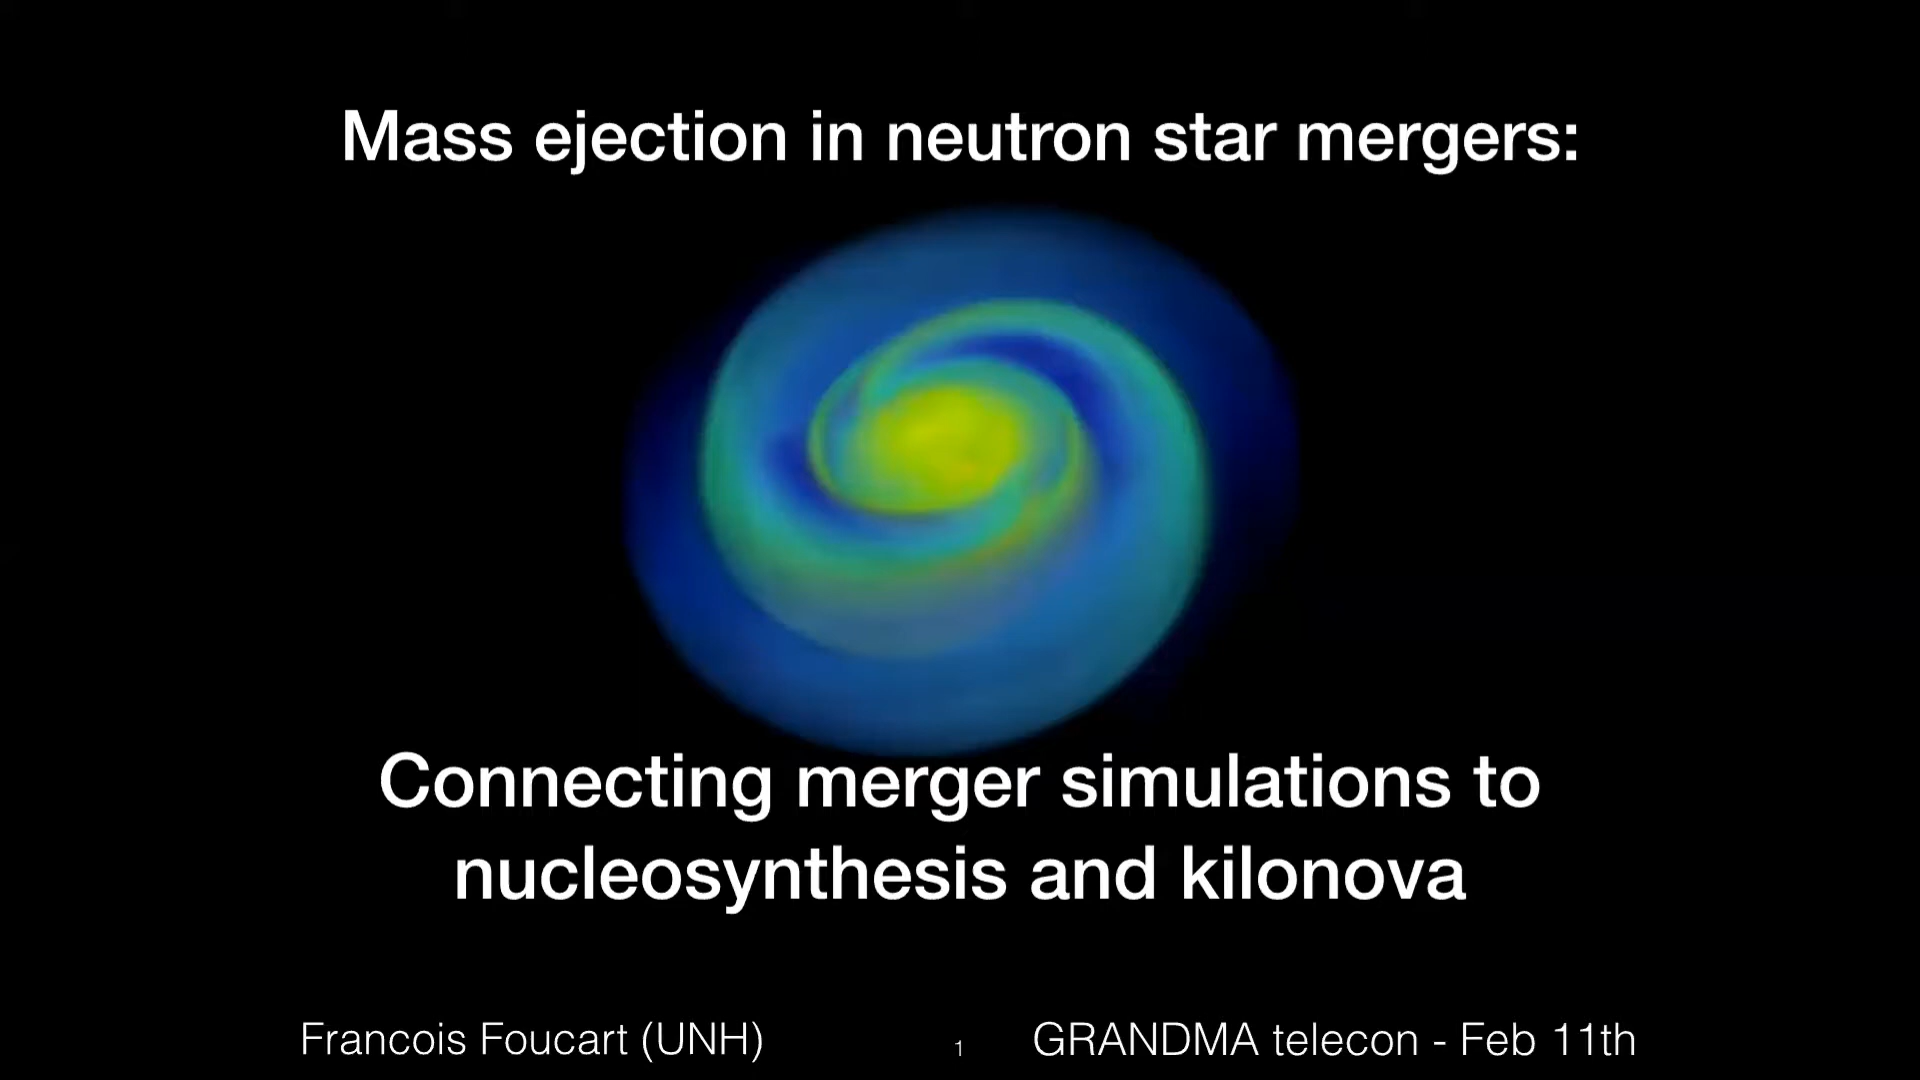 Mass ejection in neutron star mergers:
Connecting merger simulations to
nucleosynthesis and kilonova
Francois Foucart (UNH)
1
GRANDMA telecon - Feb 11th